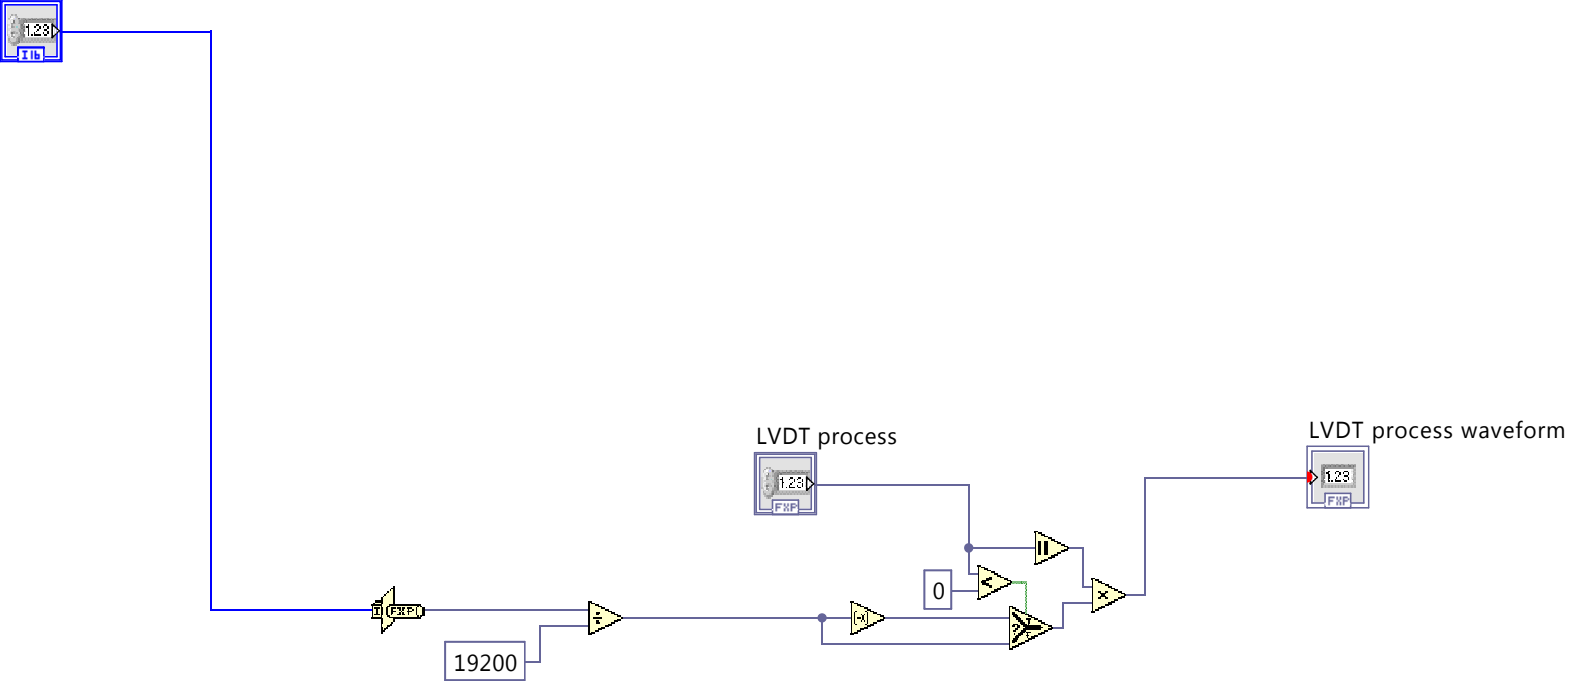 1.23
I16
LVDT process
LVDT process waveform
1.23
FXP
1.23
FXP
0
<
?
I FXP
÷
-x
x
19200